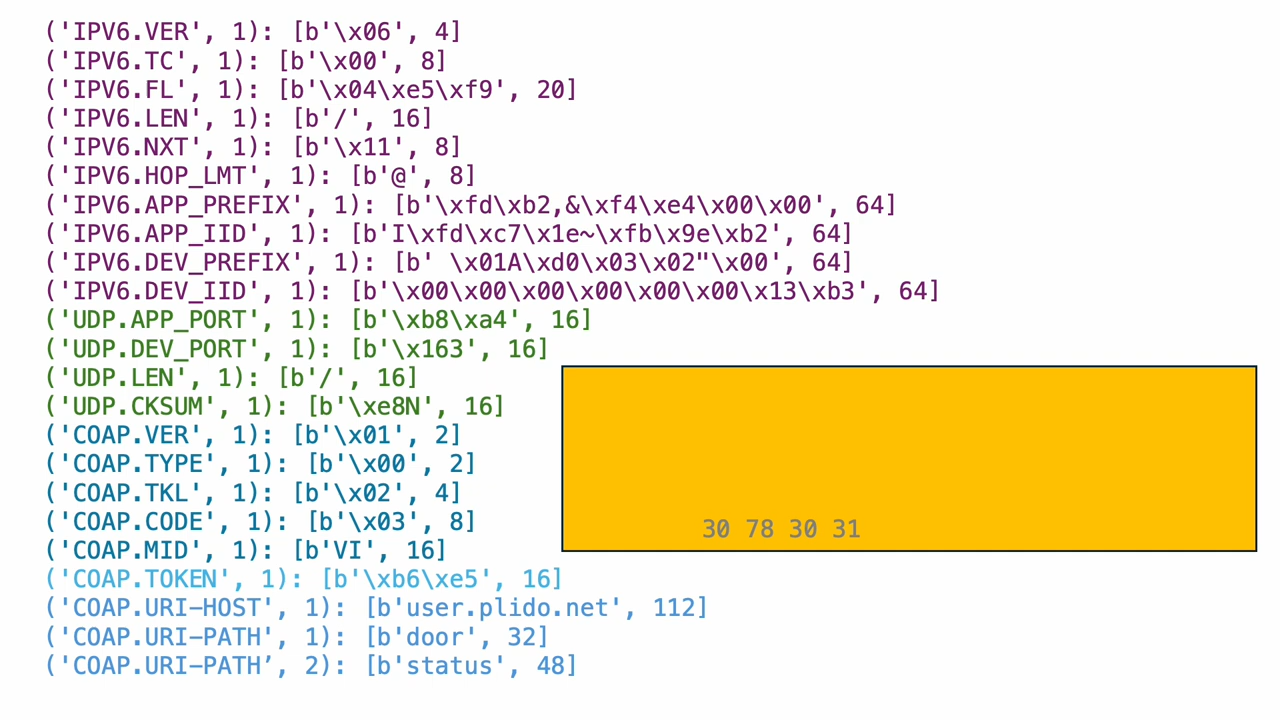 ('IPV6.VER', 1): [b'\x06', 4]
('IPV6.TC', 1): [b'\x00', 8]
('IPV6.FL', 1): [b'\x04\xe5\xf9', 20]
('IPV6.LEN', 1): [b'/', 16]
('IPV6.NXT', 1): [b'\x11', 8]
('IPV6.HOP_LMT', 1): [b'@', 8]
('IPV6.APP_PREFIX', 1): [b'\xfd\xb2,&\xf4\xe4\x00\x00', 64]
('IPV6.APP_IID', 1): [b'I\xfd\xc7\x1e~\xfb\x9e\xb2', 64]
('IPV6.DEV_PREFIX', 1): [b' \x01A\xd0\x03\x02"\x00', 64]
('IPV6.DEV_IID', 1): [b'\x00\x00\x00\x00\x00\x00\x13\xb3', 64]
('UDP.APP_PORT', 1): [b'\xb8\xa4', 16]
('UDP.DEV_PORT', 1): [b'\x163', 16]
('UDP.LEN', 1): [b'/', 16]
('UDP.CKSUM', 1): [b'\xe8N', 16]
('COAP.VER', 1): [b'\x01', 2]
('COAP.TYPE', 1): [b'\x00', 2]
('COAP.TKL', 1): [b'\x02', 4]
('COAP.CODE', 1): [b'\x03', 8]
30 78 30 31
('COAP.MID', 1): [b'VI', 16]
('COAP.TOKEN', 1): [b'\xb6\xe5', 16]
('COAP.URI-HOST', 1): [b'user.plido.net', 112]
('COAP.URI-PATH', 1): [b'door', 32]
('COAP.URI-PATH’, 2): [b'status', 48]